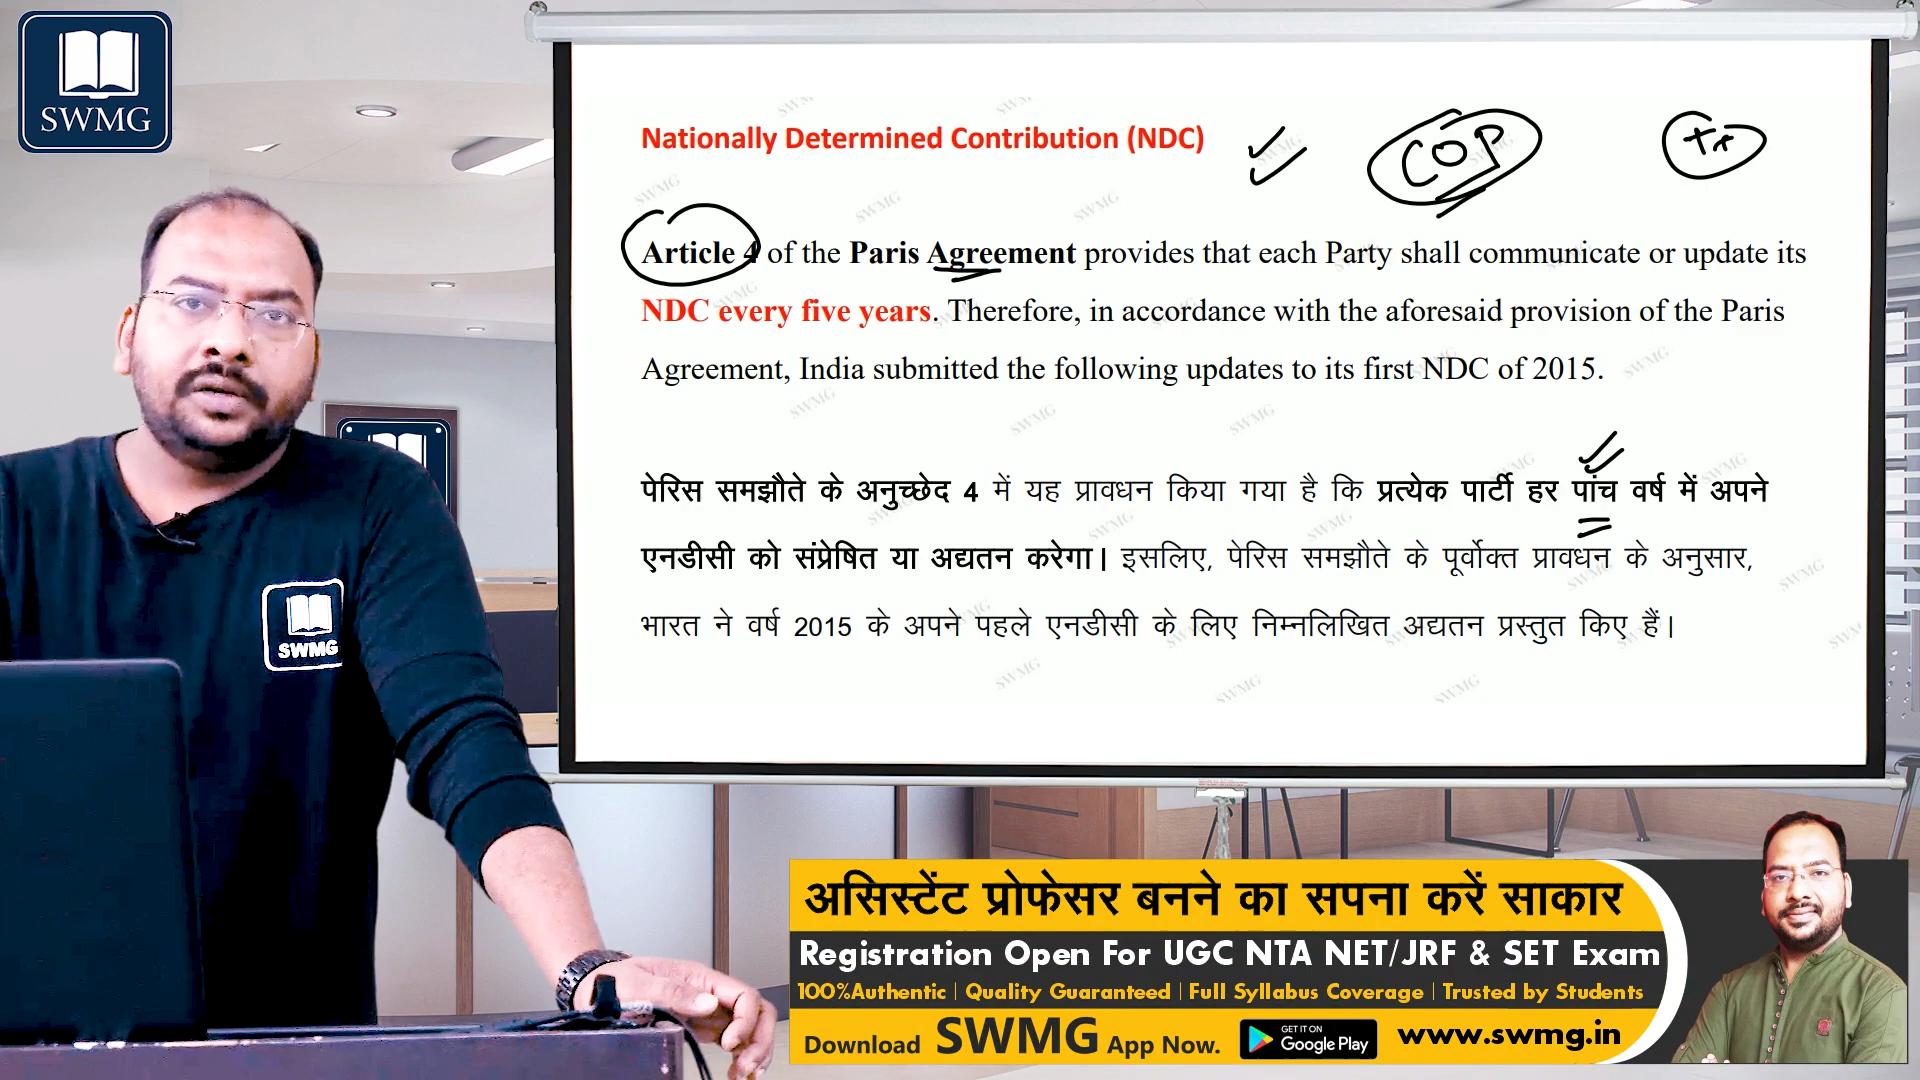 SWMG
Nationally Determined Contribution (NDC)
COP
Article 4 of the Paris Agreement provides that each Party shall communicate or update its
NDC every five years. Therefore, in accordance with the aforesaid provision of the Paris
Agreement, India submitted the following updates to its first NDC of 2015.
पेरिस समझौते के अनुच्छेद 4 में यह प्रावधन किया गया है कि प्रत्येक पार्टी हर पांच वर्ष में अपने
एनडीसी को संप्रेषित या अद्यतन करेगा। इसलिए, पेरिस समझौते के पूर्वोक्त प्रावधन के अनुसार,
भारत ने वर्ष 2015 के अपने पहले एनडीसी के लिए निम्नलिखित अद्यतन प्रस्तुत किए हैं।
SWMG
असिस्टेंट प्रोफेसर बनने का सपना करें साकार
Registration Open For UGC NTA NET/JRF & SET Exam
100%Authentic | Quality Guaranteed | Full Syllabus Coverage | Trusted by Students
Download SWMG App Now. GET IT ON Google Play www.swmg.in